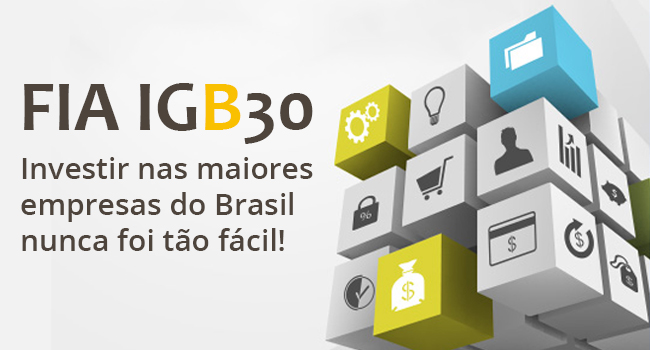 FIA IGB30
Investir nas maiores
empresas do Brasil
nunca foi tão fácil!
%
$
$
$